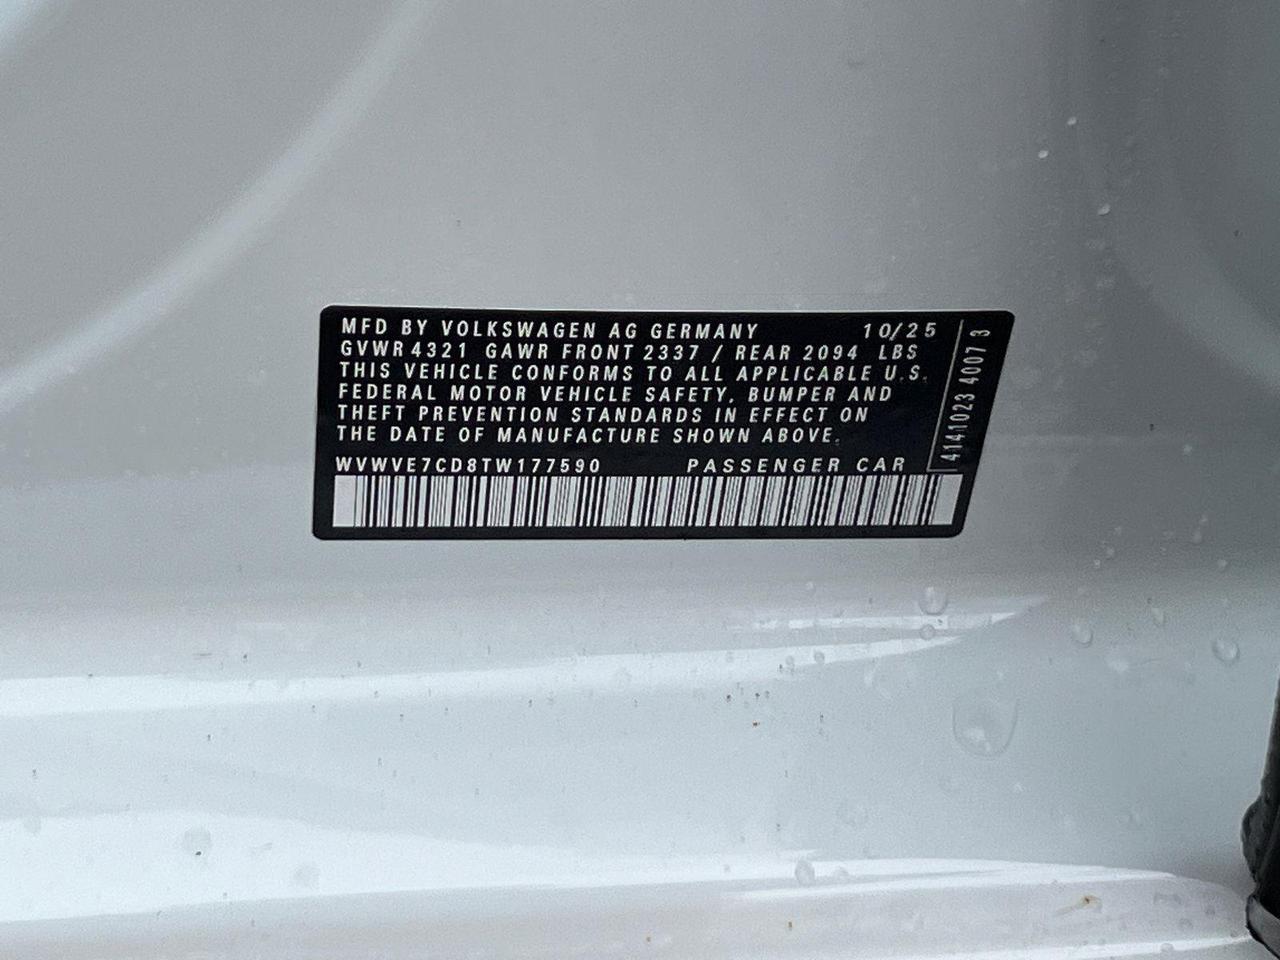 MFD BY VOLKSWAGEN AG GERMANY 10/25
GVWR 4321 GAWR FRONT 2337 / REAR 2094 LBS
THIS VEHICLE CONFORMS TO ALL APPLICABLE U.S.
FEDERAL MOTOR VEHICLE SAFETY, BUMPER AND
THEFT PREVENTION STANDARDS IN EFFECT ON
THE DATE OF MANUFACTURE SHOWN ABOVE.
WVWVE7CD8TW177590 PASSENGER CAR
4141023 4007 3